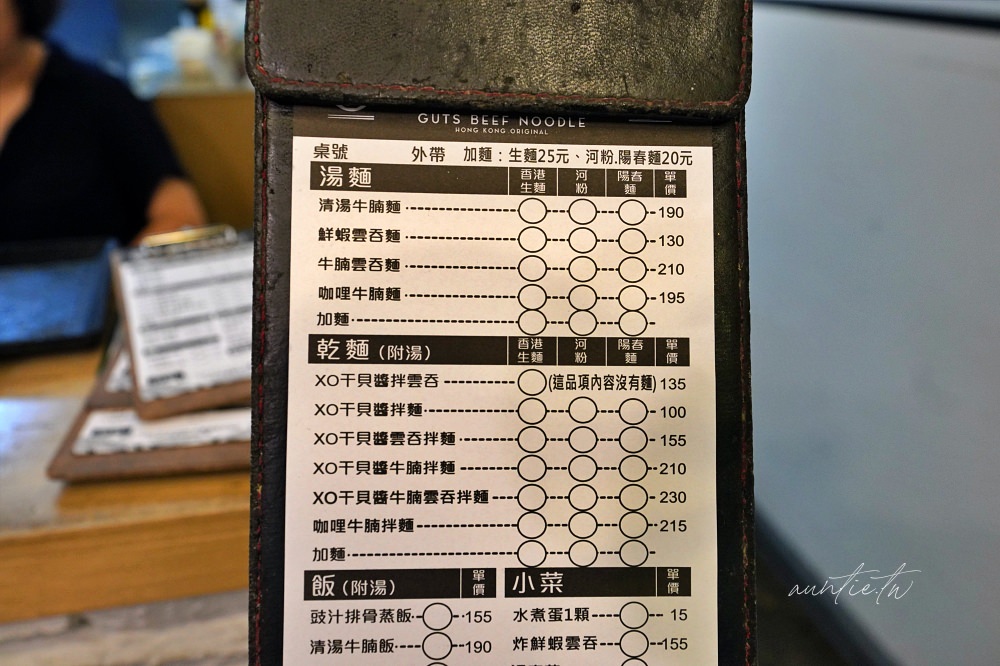 GUTS BEEF NOODLE
HONG KONG ORIGINAL
桌號 外帶 加麵：生麵25元、河粉.陽春麵20元
湯麵 香港生麵 河粉 陽春麵 單價
清湯牛腩麵 190
鮮蝦雲吞麵 130
牛腩雲吞麵 210
咖哩牛腩麵 195
加麵
乾麵（附湯） 香港生麵 河粉 陽春麵 單價
XO干貝醬拌雲吞 (這品項內容沒有麵) 135
XO干貝醬拌麵 100
XO干貝醬雲吞拌麵 155
XO干貝醬牛腩拌麵 210
XO干貝醬牛腩雲吞拌麵 230
咖哩牛腩拌麵 215
加麵
飯（附湯） 單價 小菜 單價
豉汁排骨蒸飯 155 水煮蛋1顆 15
清湯牛腩飯 190 炸鮮蝦雲吞 155
auntie.tw